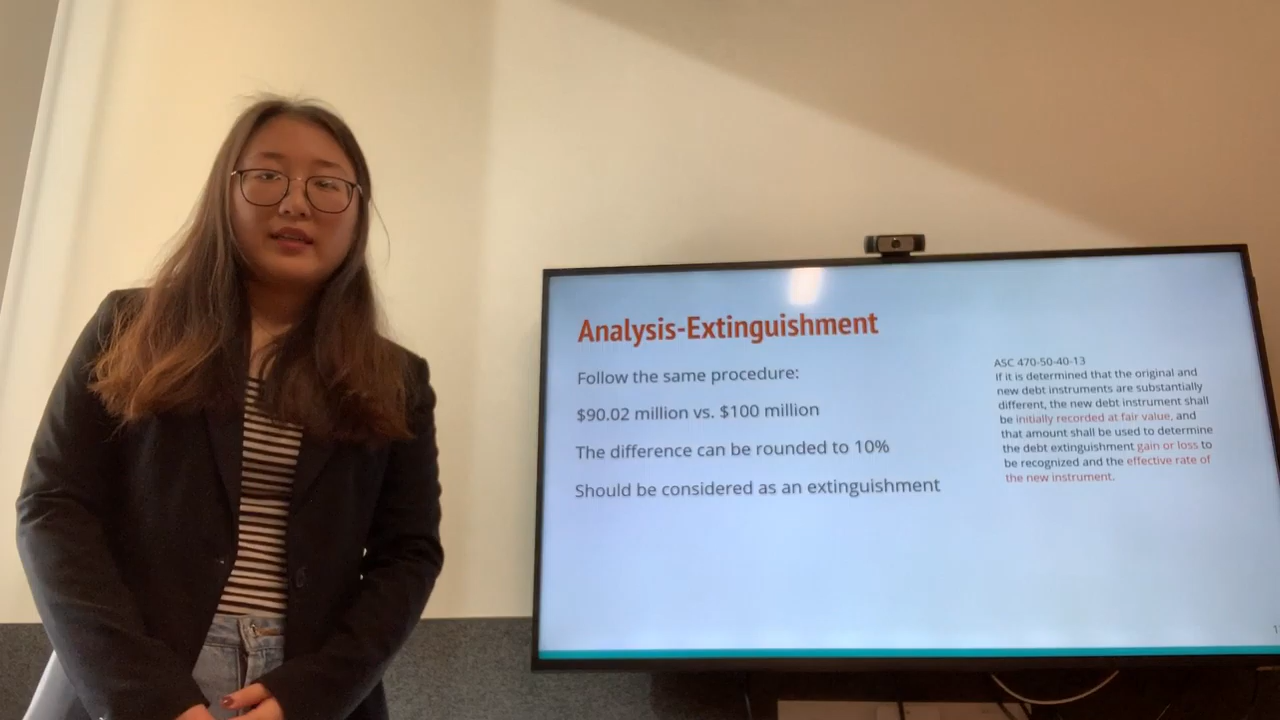 Analysis-Extinguishment
Follow the same procedure:
$90.02 million vs. $100 million
The difference can be rounded to 10%
Should be considered as an extinguishment
ASC 470-50-40-13
If it is determined that the original and
new debt instruments are substantially
different, the new debt instrument shall
be initially recorded at fair value, and
that amount shall be used to determine
the debt extinguishment gain or loss to
be recognized and the effective rate of
the new instrument.